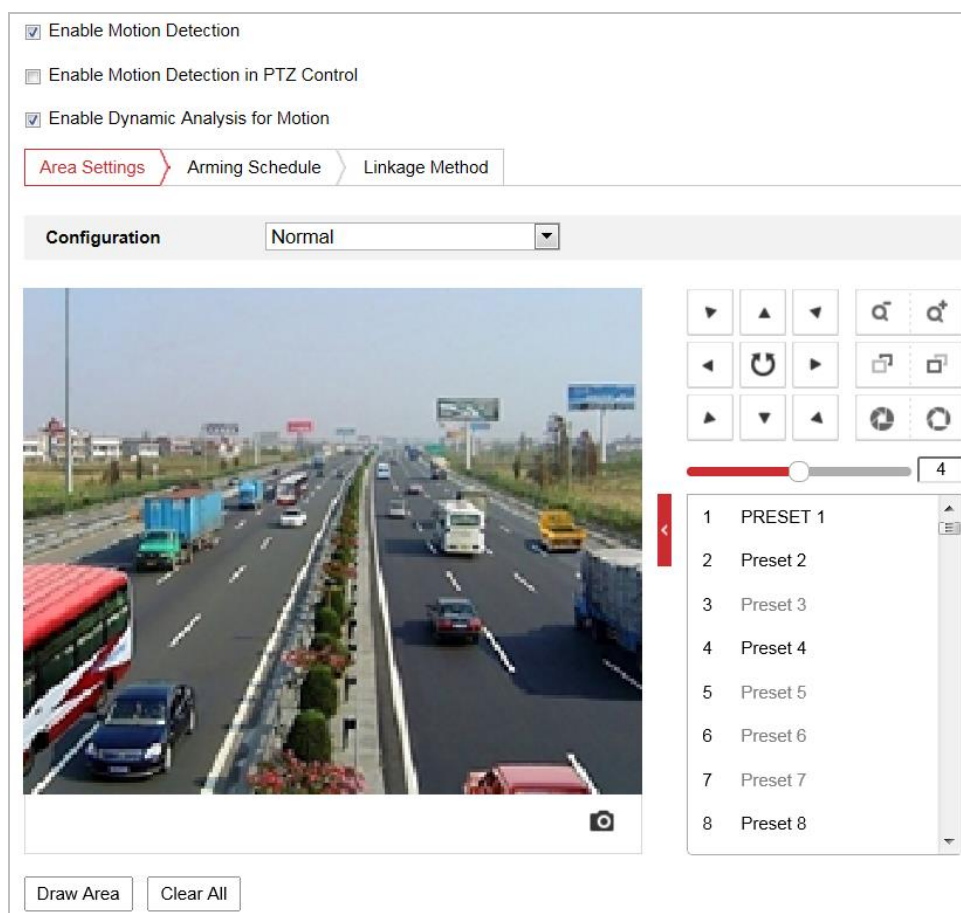 Enable Motion Detection
Enable Motion Detection in PTZ Control
Enable Dynamic Analysis for Motion
Area Settings Arming Schedule Linkage Method
Configuration Normal
4
1 PRESET 1
2 Preset 2
3 Preset 3
4 Preset 4
5 Preset 5
6 Preset 6
7 Preset 7
8 Preset 8
Draw Area Clear All